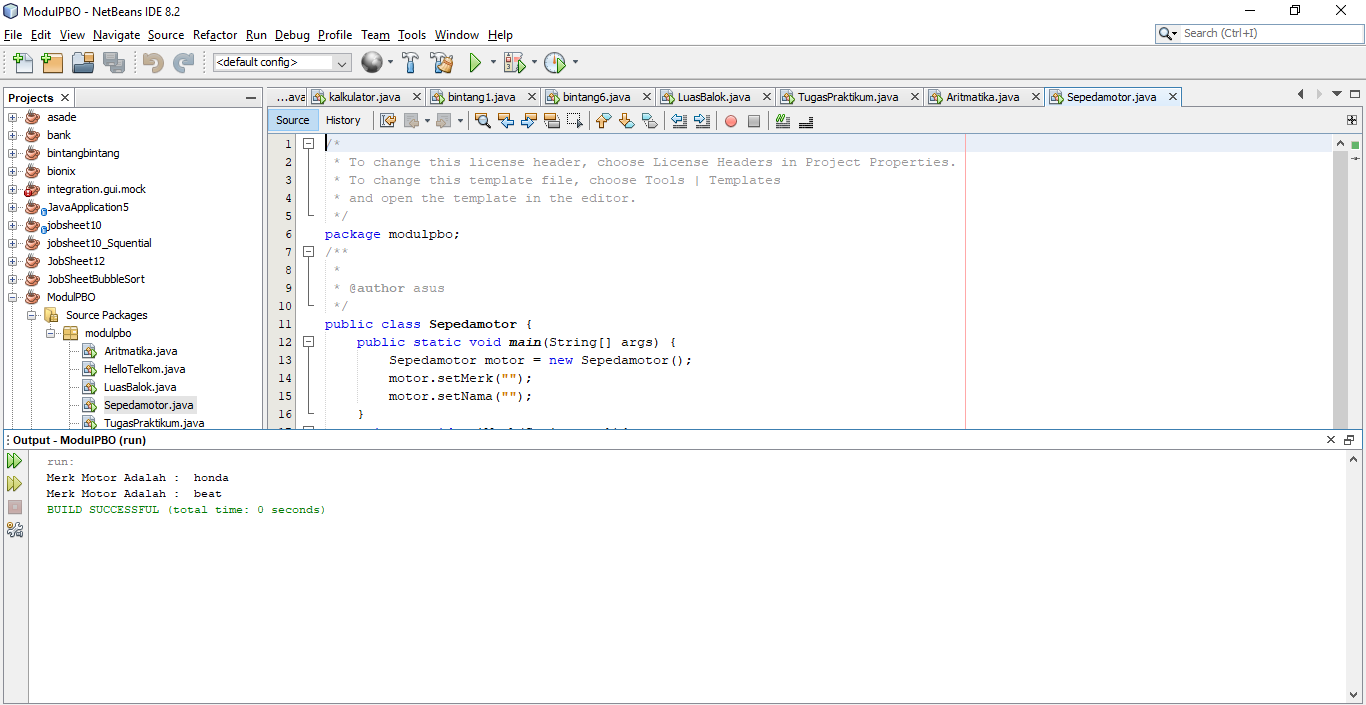 ModulPBO - NetBeans IDE 8.2
File Edit View Navigate Source Refactor Run Debug Profile Team Tools Window Help
Search (Ctrl+I)
<default config>
Projects
...ava kalkulator.java bintang1.java bintang6.java LuasBalok.java TugasPraktikum.java Aritmatika.java Sepedamotor.java
asade
bank
bintangbintang
bionix
integration.gui.mock
JavaApplication5
jobsheet10
jobsheet10_Squential
JobSheet12
JobSheetBubbleSort
ModulPBO
Source Packages
modulpbo
Aritmatika.java
HelloTelkom.java
LuasBalok.java
Sepedamotor.java
TugasPraktikum.java
Source History
1 /*
2 * To change this license header, choose License Headers in Project Properties.
3 * To change this template file, choose Tools | Templates
4 * and open the template in the editor.
5 */
6 package modulpbo;
7 /**
8 *
9 * @author asus
10 */
11 public class Sepedamotor {
12 public static void main(String[] args) {
13 Sepedamotor motor = new Sepedamotor();
14 motor.setMerk("");
15 motor.setNama("");
16 }
Output - ModulPBO (run)
run:
Merk Motor Adalah : honda
Merk Motor Adalah : beat
BUILD SUCCESSFUL (total time: 0 seconds)